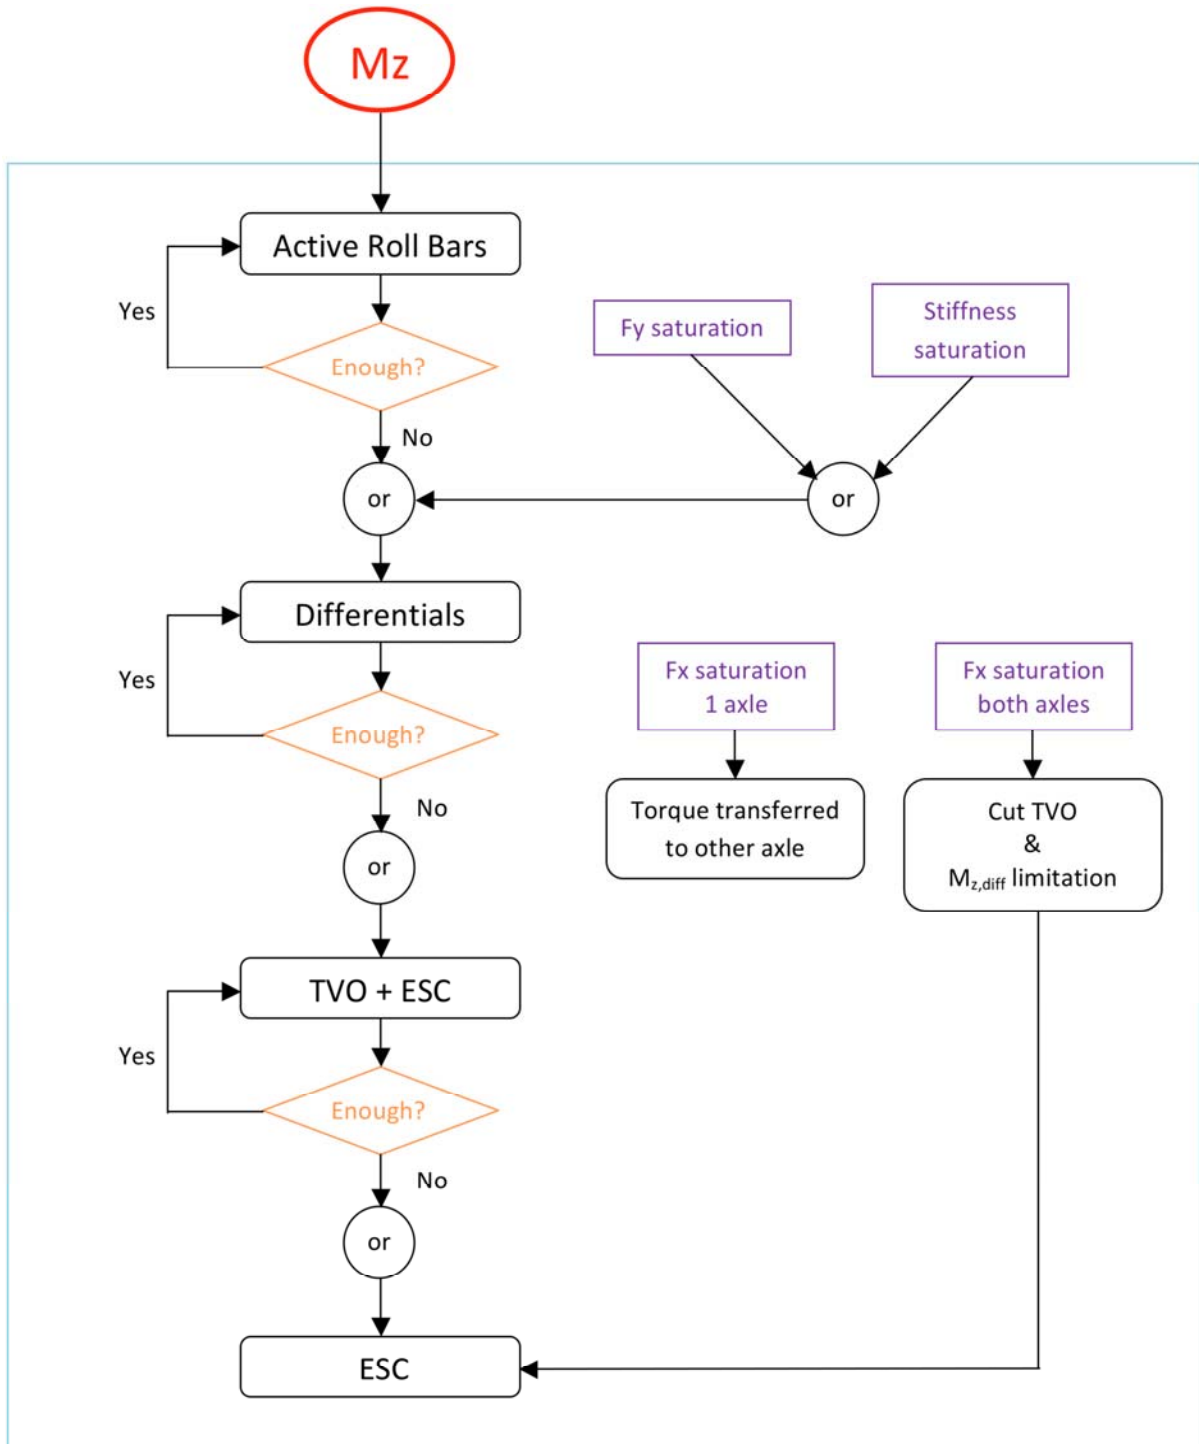 Mz
Active Roll Bars
Yes
Enough?
No
Fy saturation
Stiffness
saturation
or
or
Differentials
Yes
Enough?
No
Fx saturation
1 axle
Fx saturation
both axles
Torque transferred
to other axle
Cut TVO
&
Mz,diff limitation
or
TVO + ESC
Yes
Enough?
No
or
ESC